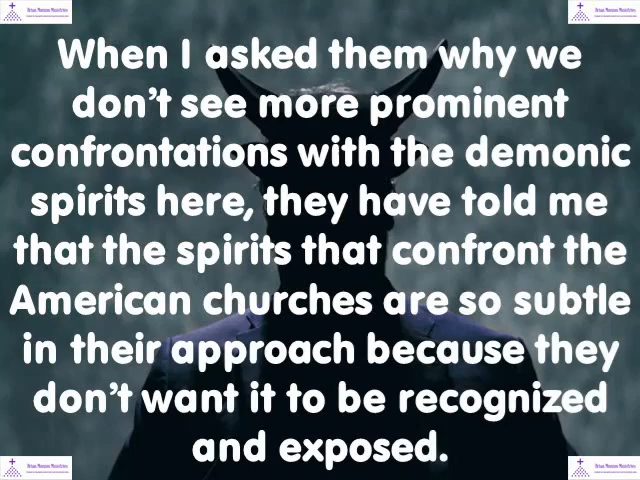 When I asked them why we
don't see more prominent
confrontations with the demonic
spirits here, they have told me
that the spirits that confront the
American churches are so subtle
in their approach because they
don't want it to be recognized
and exposed.